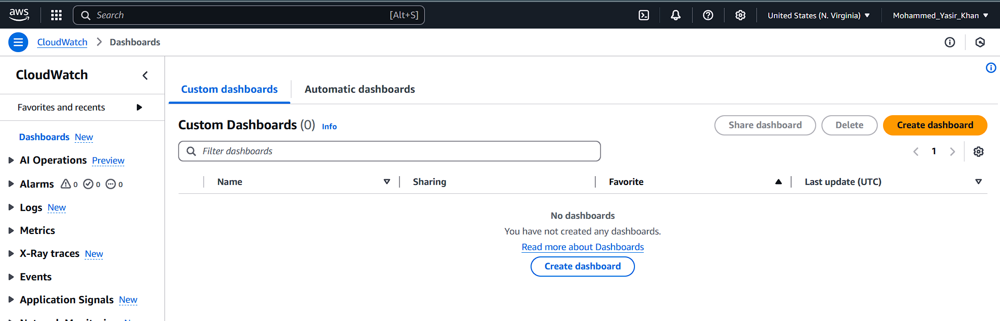 aws
Search [Alt+S]
United States (N. Virginia)
Mohammed_Yasir_Khan
CloudWatch > Dashboards
CloudWatch
Favorites and recents
Dashboards New
AI Operations Preview
Alarms 0 0 0
Logs New
Metrics
X-Ray traces New
Events
Application Signals New
Custom dashboards
Automatic dashboards
Custom Dashboards (0) Info
Share dashboard
Delete
Create dashboard
Filter dashboards
1
Name
Sharing
Favorite
Last update (UTC)
No dashboards
You have not created any dashboards.
Read more about Dashboards
Create dashboard